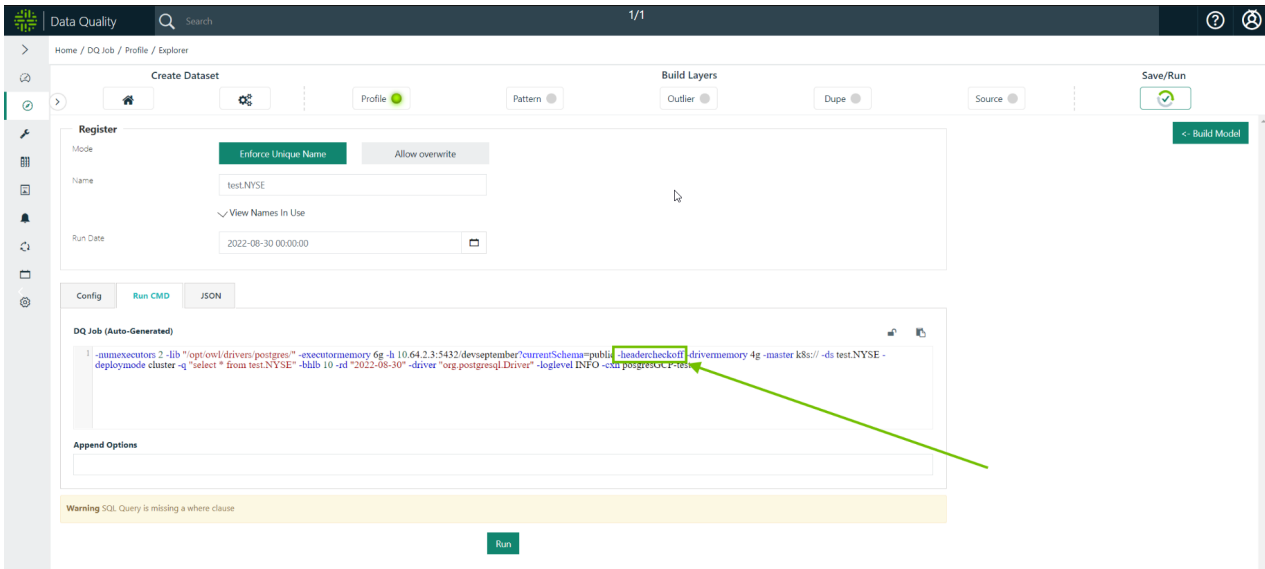 Data Quality
Search
1/1
Home / DQ Job / Profile / Explorer
Create Dataset
Build Layers
Save/Run
Profile
Pattern
Outlier
Dupe
Source
<- Build Model
Register
Mode
Enforce Unique Name
Allow overwrite
Name
test.NYSE
View Names In Use
Run Date
2022-08-30 00:00:00
Config
Run CMD
JSON
DQ Job (Auto-Generated)
1
-numexecutors 2 -lib "/opt/owl/drivers/postgres/" -executormemory 6g -h 10.64.2.3:5432/devseptember?currentSchema=public -headercheckoff -drivermemory 4g -master k8s:// -ds test.NYSE -
deploymode cluster -q "select * from test.NYSE" -bhlb 10 -rd "2022-08-30" -driver "org.postgresql.Driver" -loglevel INFO -cxn posgresGCP-test
Append Options
Warning SQL Query is missing a where clause
Run